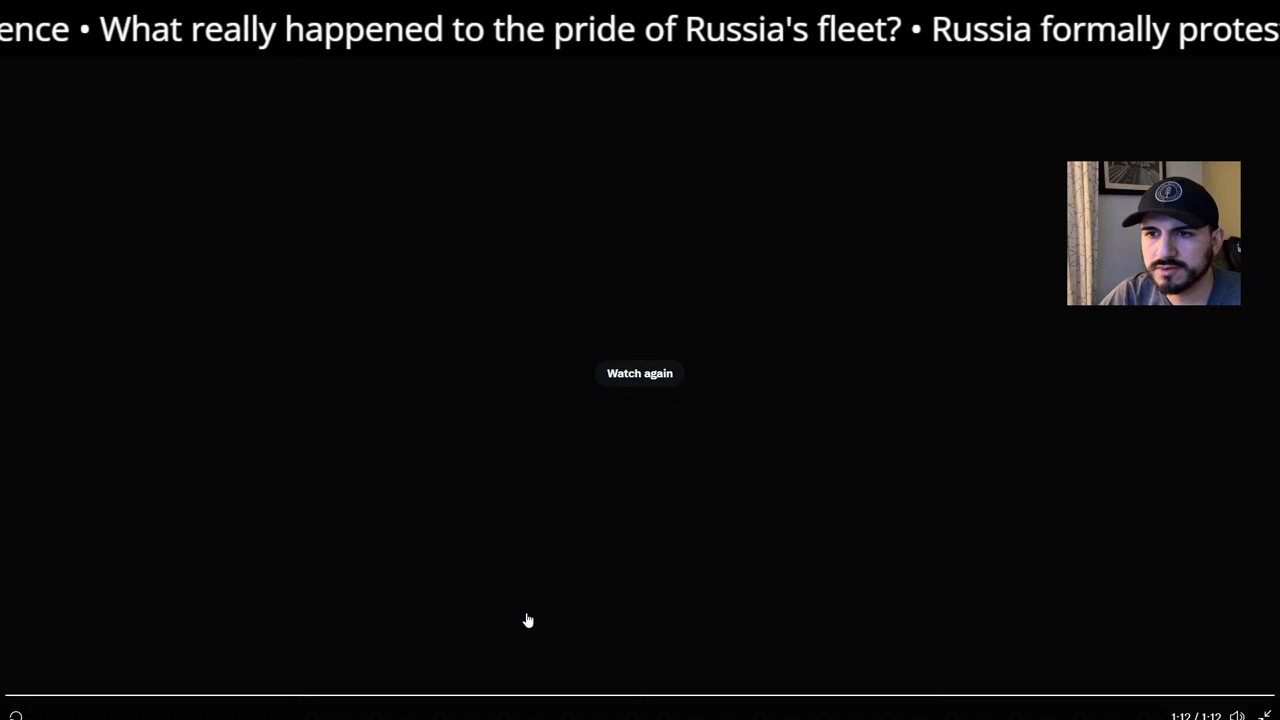 ence • What really happened to the pride of Russia's fleet? • Russia formally protes
Watch again
1:12 / 1:12